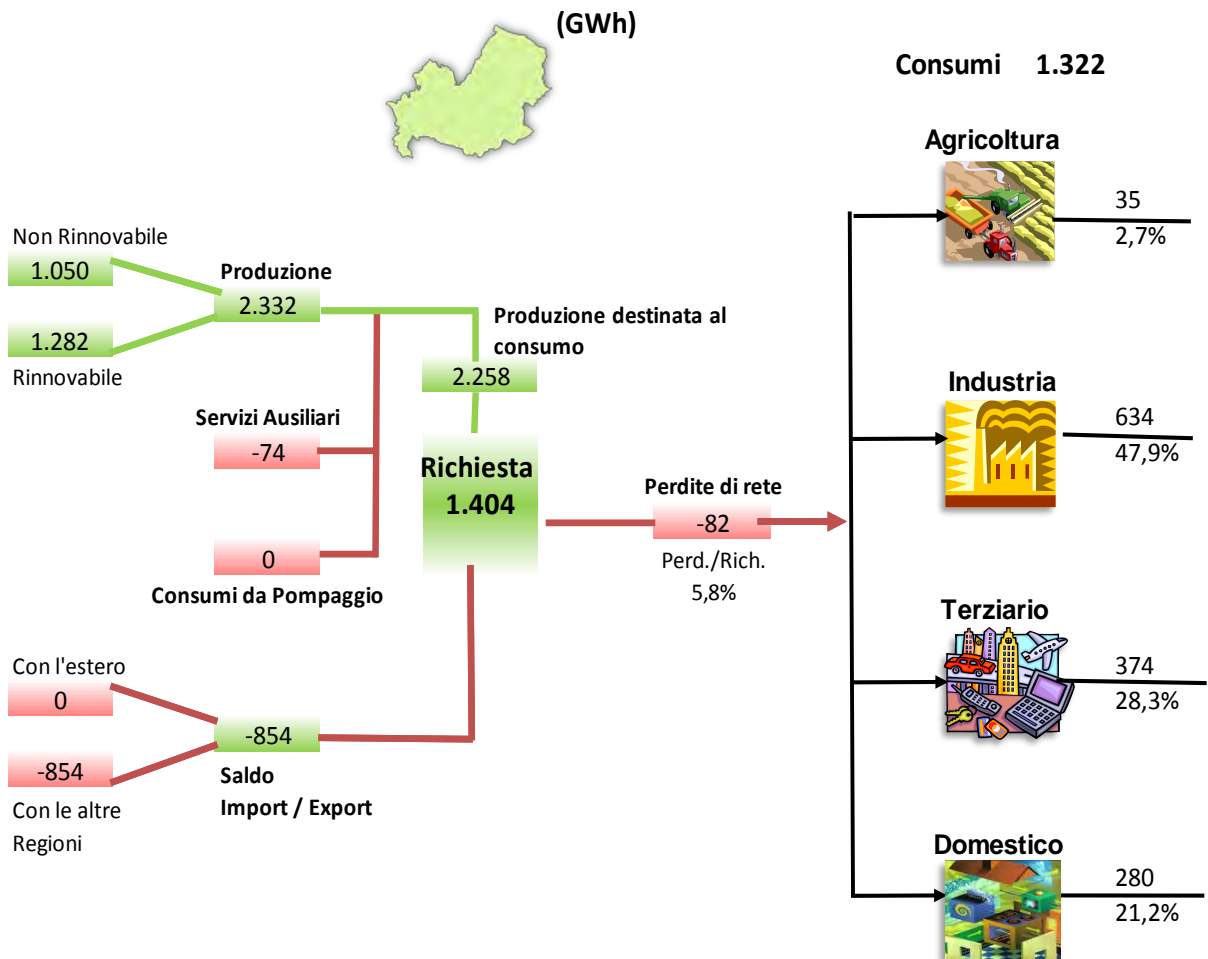 (GWh)
Consumi 1.322
Agricoltura
35
2,7%
Non Rinnovabile
1.050
Produzione
2.332
1.282
Rinnovabile
Produzione destinata al
consumo
2.258
Servizi Ausiliari
-74
Richiesta
1.404
0
Consumi da Pompaggio
Perdite di rete
-82
Perd./Rich.
5,8%
Industria
634
47,9%
Con l'estero
0
-854
Con le altre
Regioni
-854
Saldo
Import / Export
Terziario
374
28,3%
Domestico
280
21,2%